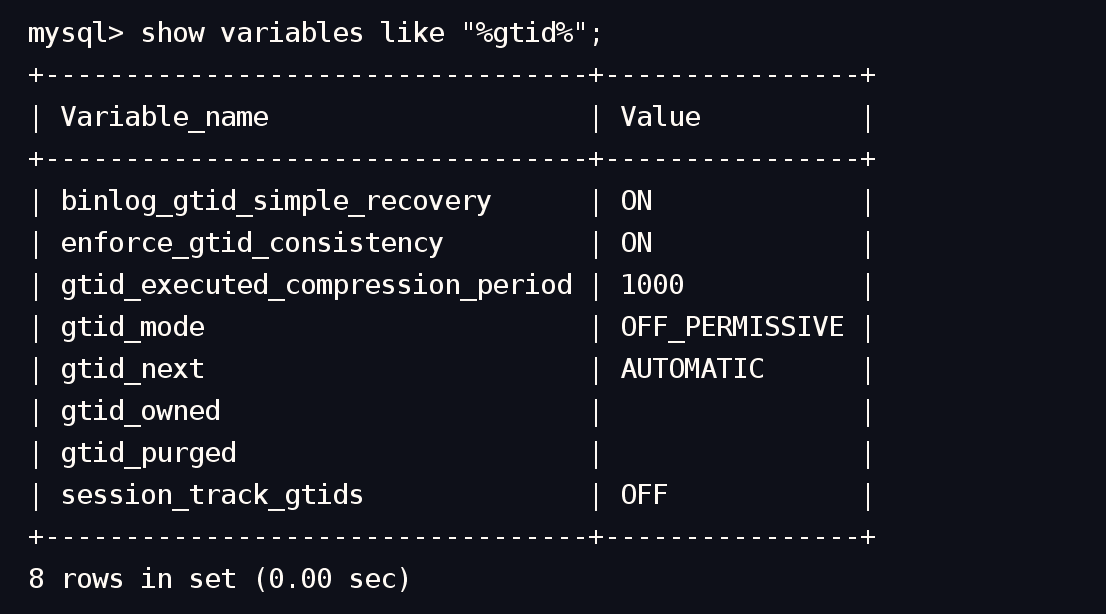 mysql> show variables like "%gtid%";
+----------------------------------+----------------+
| Variable_name                    | Value          |
+----------------------------------+----------------+
| binlog_gtid_simple_recovery      | ON             |
| enforce_gtid_consistency         | ON             |
| gtid_executed_compression_period | 1000           |
| gtid_mode                        | OFF_PERMISSIVE |
| gtid_next                        | AUTOMATIC      |
| gtid_owned                       |                |
| gtid_purged                      |                |
| session_track_gtids              | OFF            |
+----------------------------------+----------------+
8 rows in set (0.00 sec)